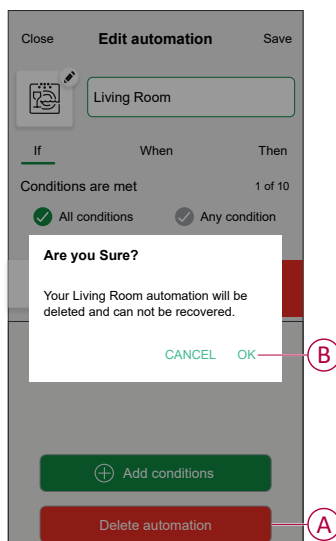 Close Edit automation Save
Living Room
If When Then
Conditions are met 1 of 10
All conditions Any condition
Are you Sure?
Your Living Room automation will be
deleted and can not be recovered.
CANCEL OK
B
Add conditions
Delete automation
A